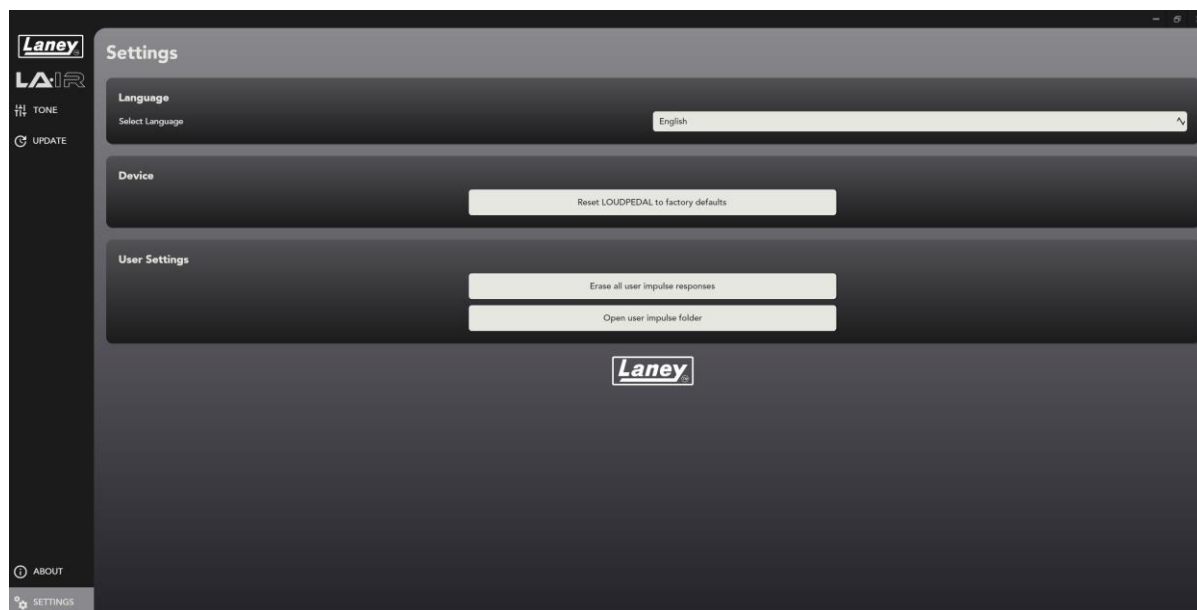 Laney
LA·IR
TONE
UPDATE
Settings
Language
Select Language
English
Device
Reset LOUDPEDAL to factory defaults
User Settings
Erase all user impulse responses
Open user impulse folder
Laney
ABOUT
SETTINGS